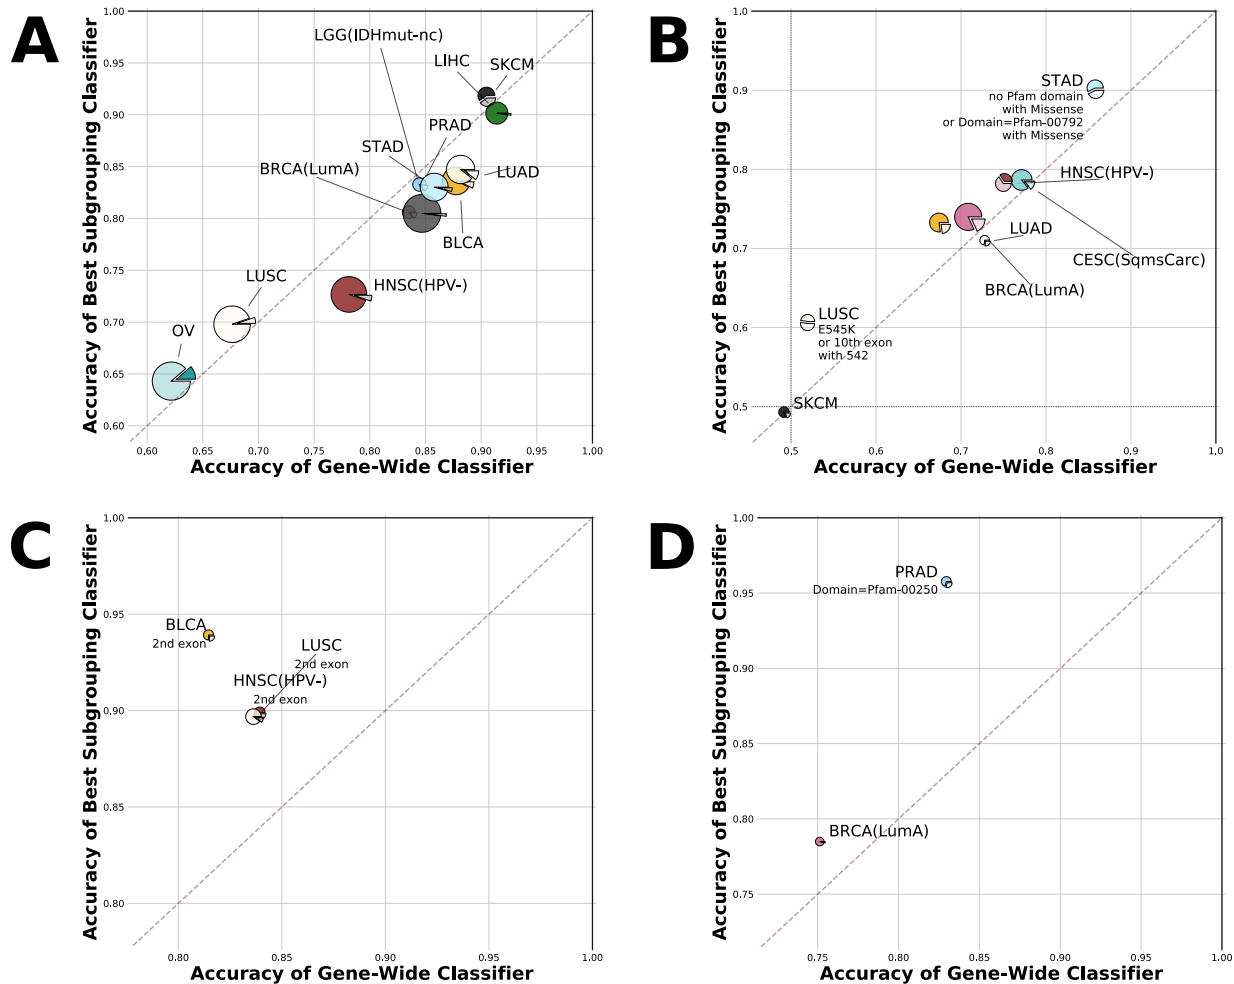 A
Accuracy of Best Subgrouping Classifier
1.00
0.95
0.90
0.85
0.80
0.75
0.70
0.65
0.60
LGG(IDHmut-nc)
LIHC
SKCM
PRAD
STAD
BRCA(LumA)
LUAD
BLCA
LUSC
HNSC(HPV-)
OV
0.60
0.65
0.70
0.75
0.80
0.85
0.90
0.95
1.00
Accuracy of Gene-Wide Classifier
B
Accuracy of Best Subgrouping Classifier
1.0
0.9
0.8
0.7
0.6
0.5
STAD
no Pfam domain
with Missense
or Domain=Pfam-00792
with Missense
HNSC(HPV-)
LUAD
CESC(SqmsCarc)
BRCA(LumA)
LUSC
E545K
or 10th exon
with 542
SKCM
0.5
0.6
0.7
0.8
0.9
1.0
Accuracy of Gene-Wide Classifier
C
Accuracy of Best Subgrouping Classifier
1.00
0.95
0.90
0.85
0.80
BLCA
2nd exon
LUSC
2nd exon
HNSC(HPV-)
2nd exon
0.80
0.85
0.90
0.95
1.00
Accuracy of Gene-Wide Classifier
D
Accuracy of Best Subgrouping Classifier
1.00
0.95
0.90
0.85
0.80
0.75
PRAD
Domain=Pfam-00250
BRCA(LumA)
0.75
0.80
0.85
0.90
0.95
1.00
Accuracy of Gene-Wide Classifier